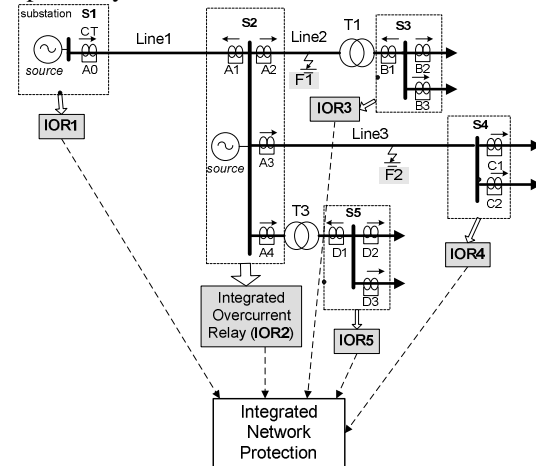 substation
S1
CT
source
A0
Line1
S2
A1
A2
Line2
F1
T1
S3
B1
B2
B3
IOR1
IOR3
source
A3
Line3
F2
S4
C1
C2
T3
A4
S5
D1
D2
D3
IOR4
Integrated
Overcurrent
Relay (IOR2)
IOR5
Integrated
Network
Protection